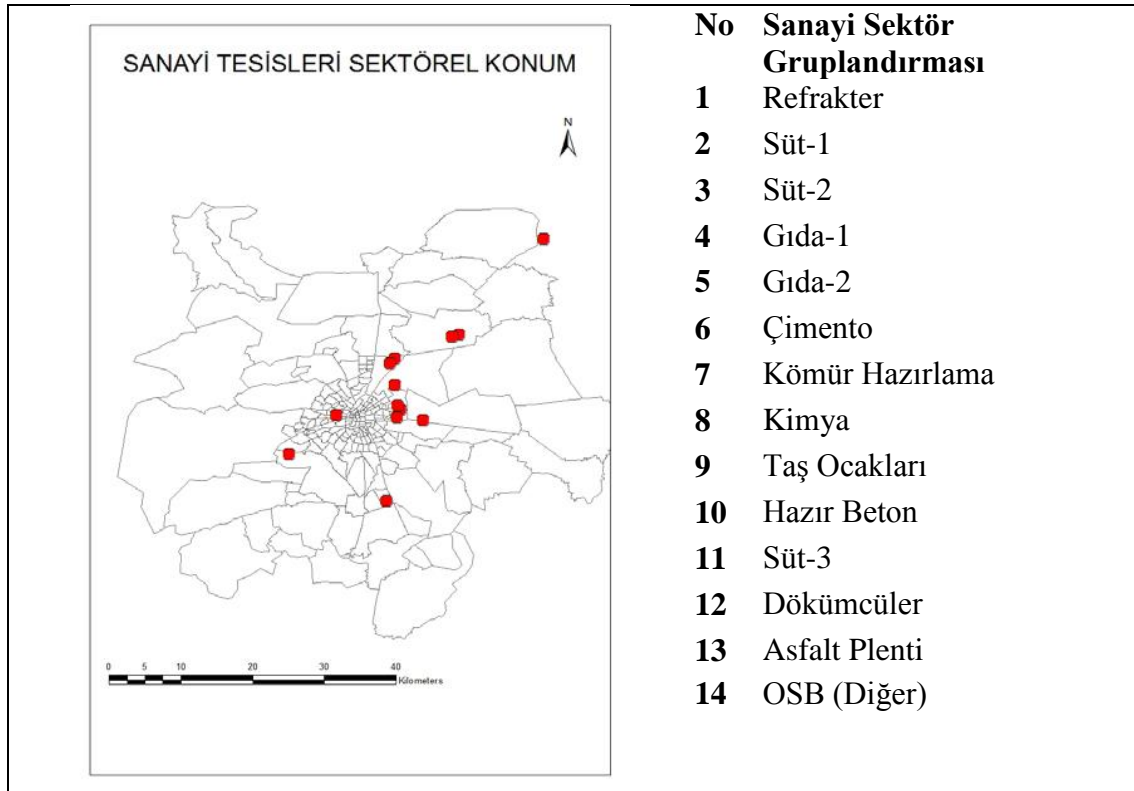 SANAYİ TESİSLERİ SEKTÖREL KONUM
N
0 5 10 20 30 40
Kilometers
No Sanayi Sektör
Gruplandırması
1 Refrakter
2 Süt-1
3 Süt-2
4 Gıda-1
5 Gıda-2
6 Çimento
7 Kömür Hazırlama
8 Kimya
9 Taş Ocakları
10 Hazır Beton
11 Süt-3
12 Dökümcüler
13 Asfalt Plenti
14 OSB (Diğer)